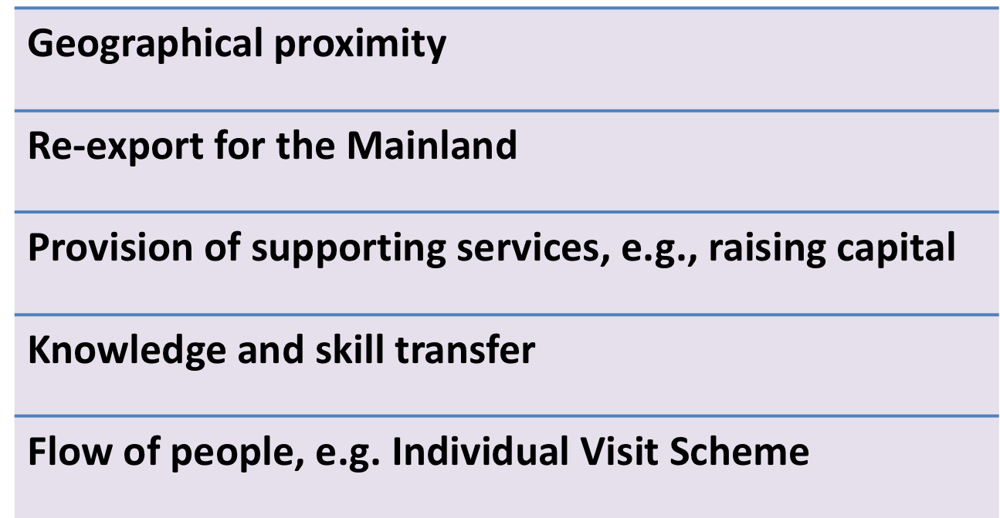 Geographical proximity
Re-export for the Mainland
Provision of supporting services, e.g., raising capital
Knowledge and skill transfer
Flow of people, e.g. Individual Visit Scheme